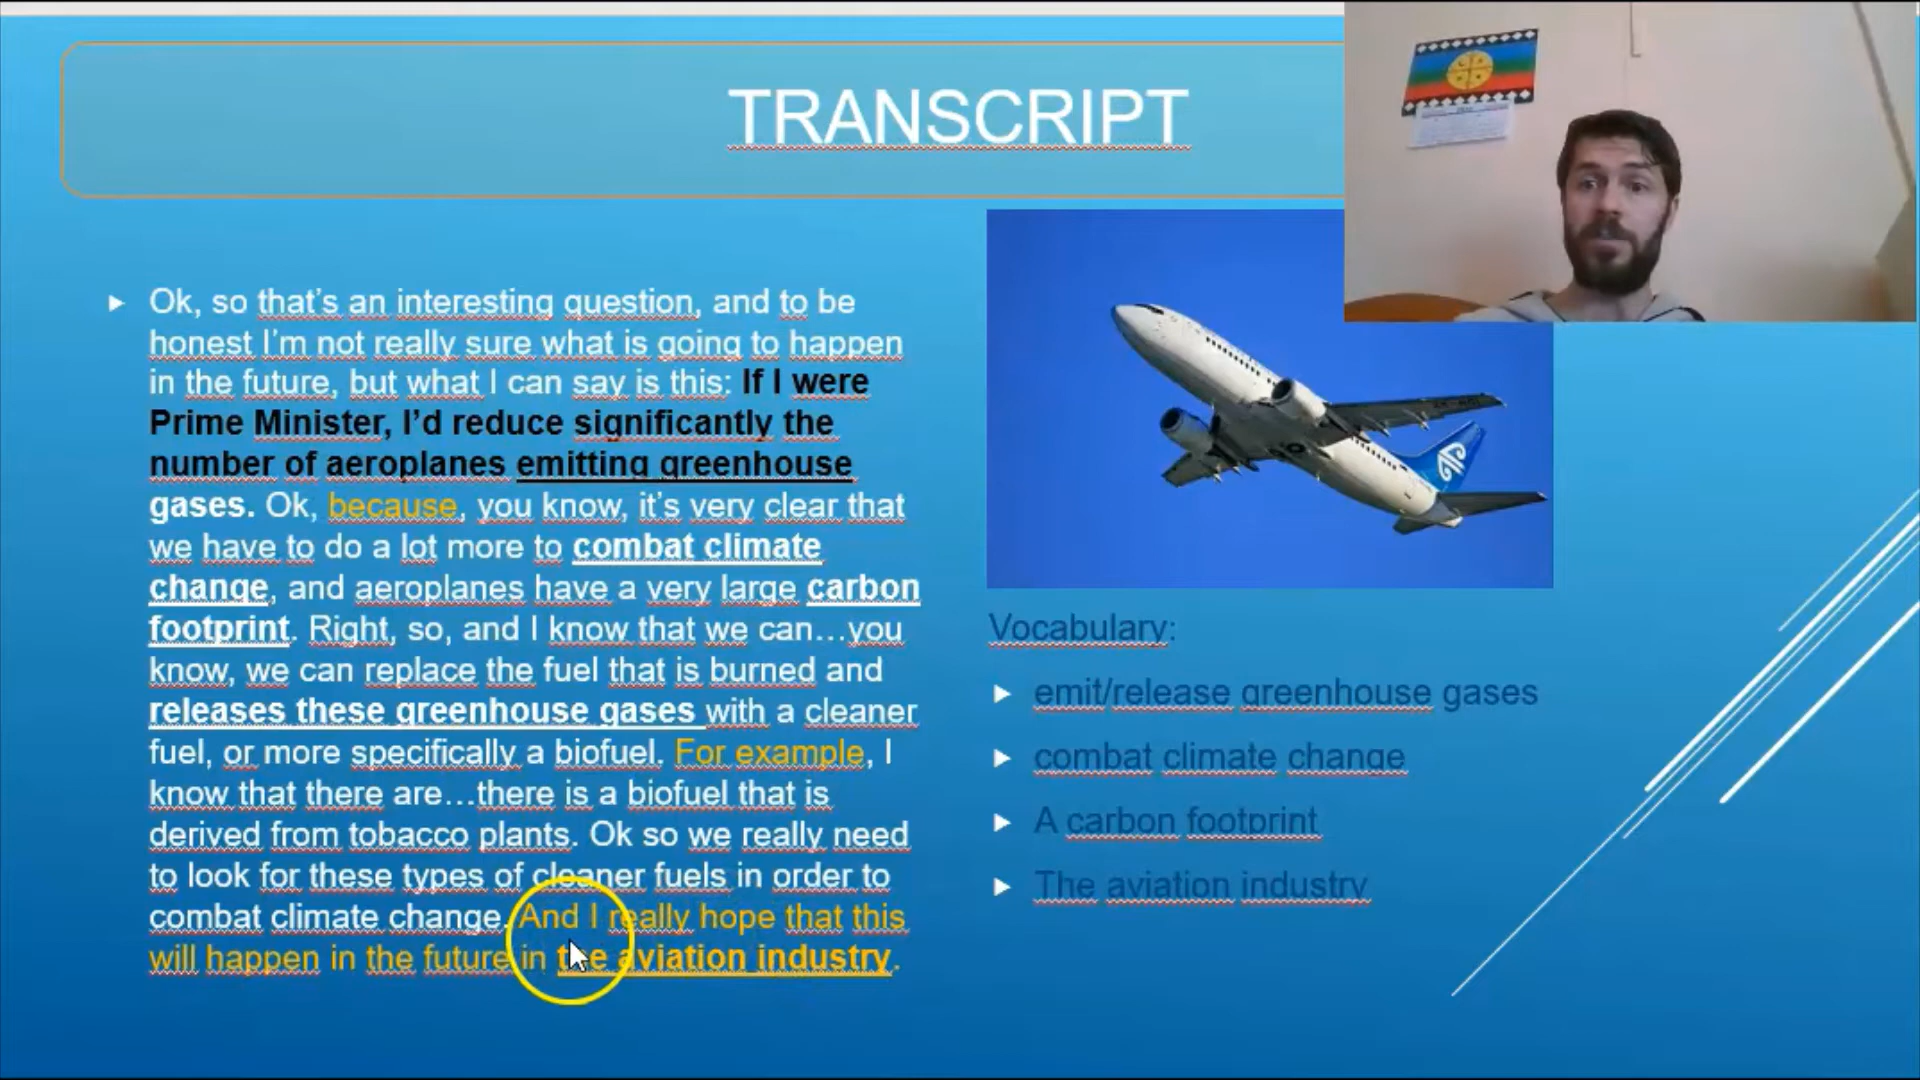 TRANSCRIPT
Ok, so that’s an interesting question, and to be
honest I’m not really sure what is going to happen
in the future, but what I can say is this: If I were
Prime Minister, I’d reduce significantly the
number of aeroplanes emitting greenhouse
gases. Ok, because, you know, it’s very clear that
we have to do a lot more to combat climate
change, and aeroplanes have a very large carbon
footprint. Right, so, and I know that we can…you
know, we can replace the fuel that is burned and
releases these greenhouse gases with a cleaner
fuel, or more specifically a biofuel. For example, I
know that there are…there is a biofuel that is
derived from tobacco plants. Ok so we really need
to look for these types of cleaner fuels in order to
combat climate change. And I really hope that this
will happen in the future in the aviation industry.
Vocabulary:
emit/release greenhouse gases
combat climate change
A carbon footprint
The aviation industry